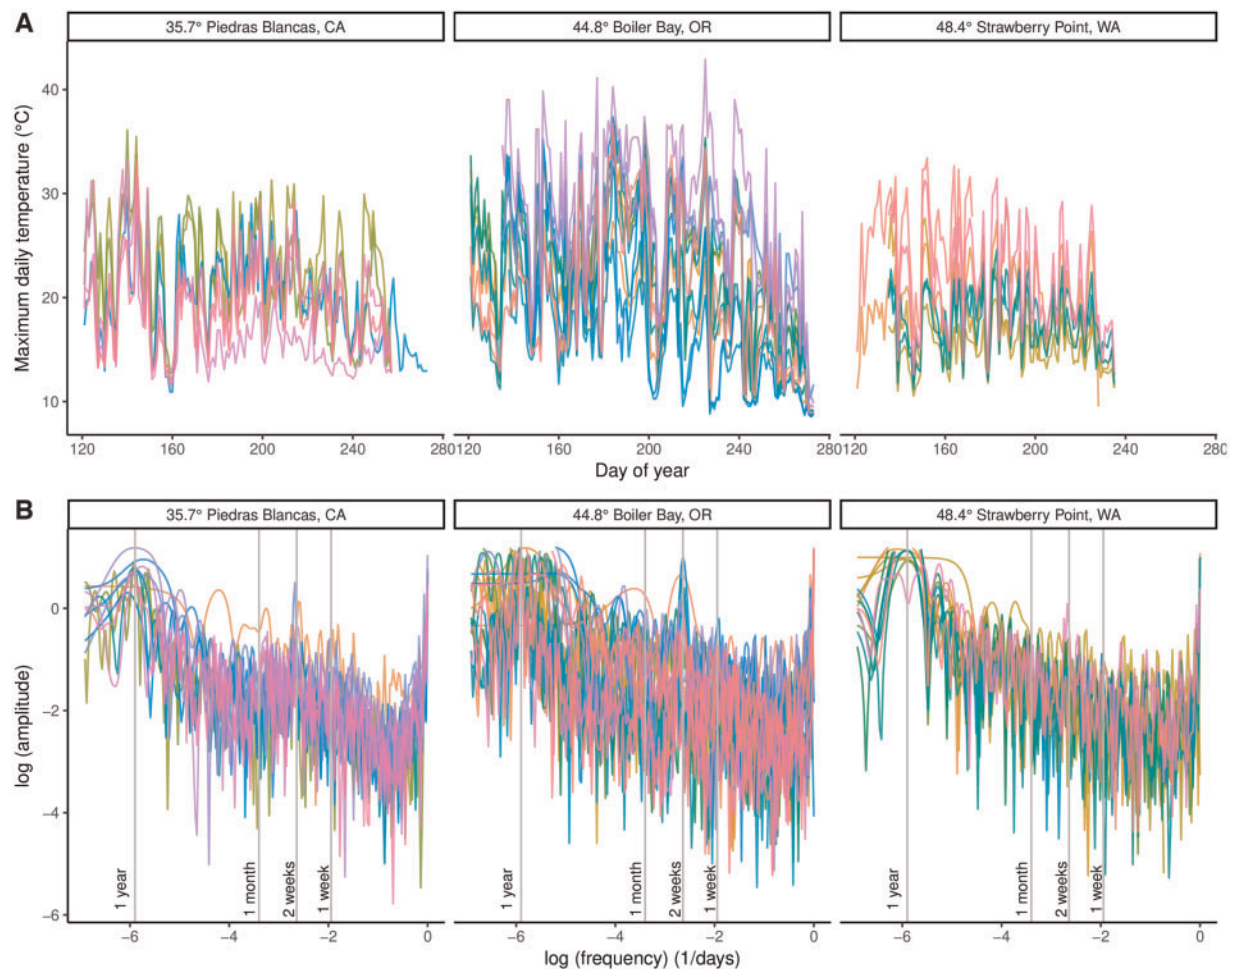 A
35.7° Piedras Blancas, CA
44.8° Boiler Bay, OR
48.4° Strawberry Point, WA
Maximum daily temperature (°C)
40
30
20
10
120 160 200 240 280
120 160 200 240 280
120 160 200 240 280
Day of year
B
35.7° Piedras Blancas, CA
44.8° Boiler Bay, OR
48.4° Strawberry Point, WA
log (amplitude)
0
−2
−4
−6
1 year
1 month
2 weeks
1 week
1 year
1 month
2 weeks
1 week
1 year
1 month
2 weeks
1 week
−6 −4 −2 0
−6 −4 −2 0
−6 −4 −2 0
log (frequency) (1/days)